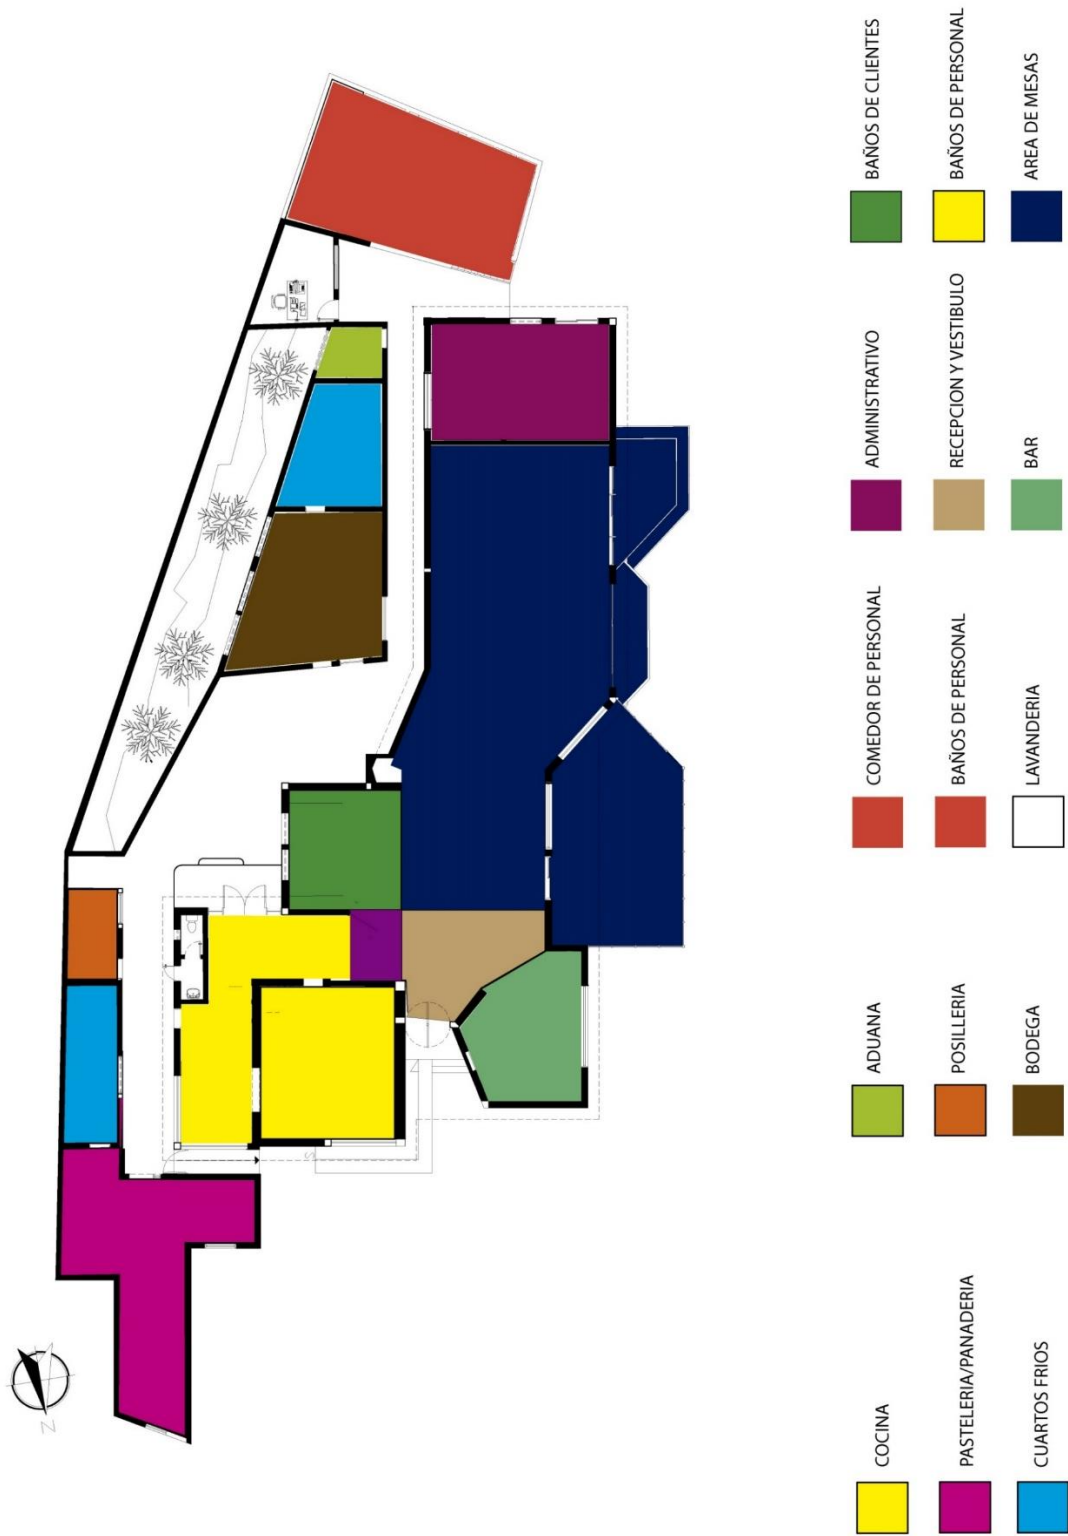 N
S
COCINA
PASTELERIA/PANADERIA
CUARTOS FRIOS
ADUANA
POSILLERIA
BODEGA
COMEDOR DE PERSONAL
BAÑOS DE PERSONAL
LAVANDERIA
ADMINISTRATIVO
RECEPCION Y VESTIBULO
BAR
BAÑOS DE CLIENTES
BAÑOS DE PERSONAL
AREA DE MESAS